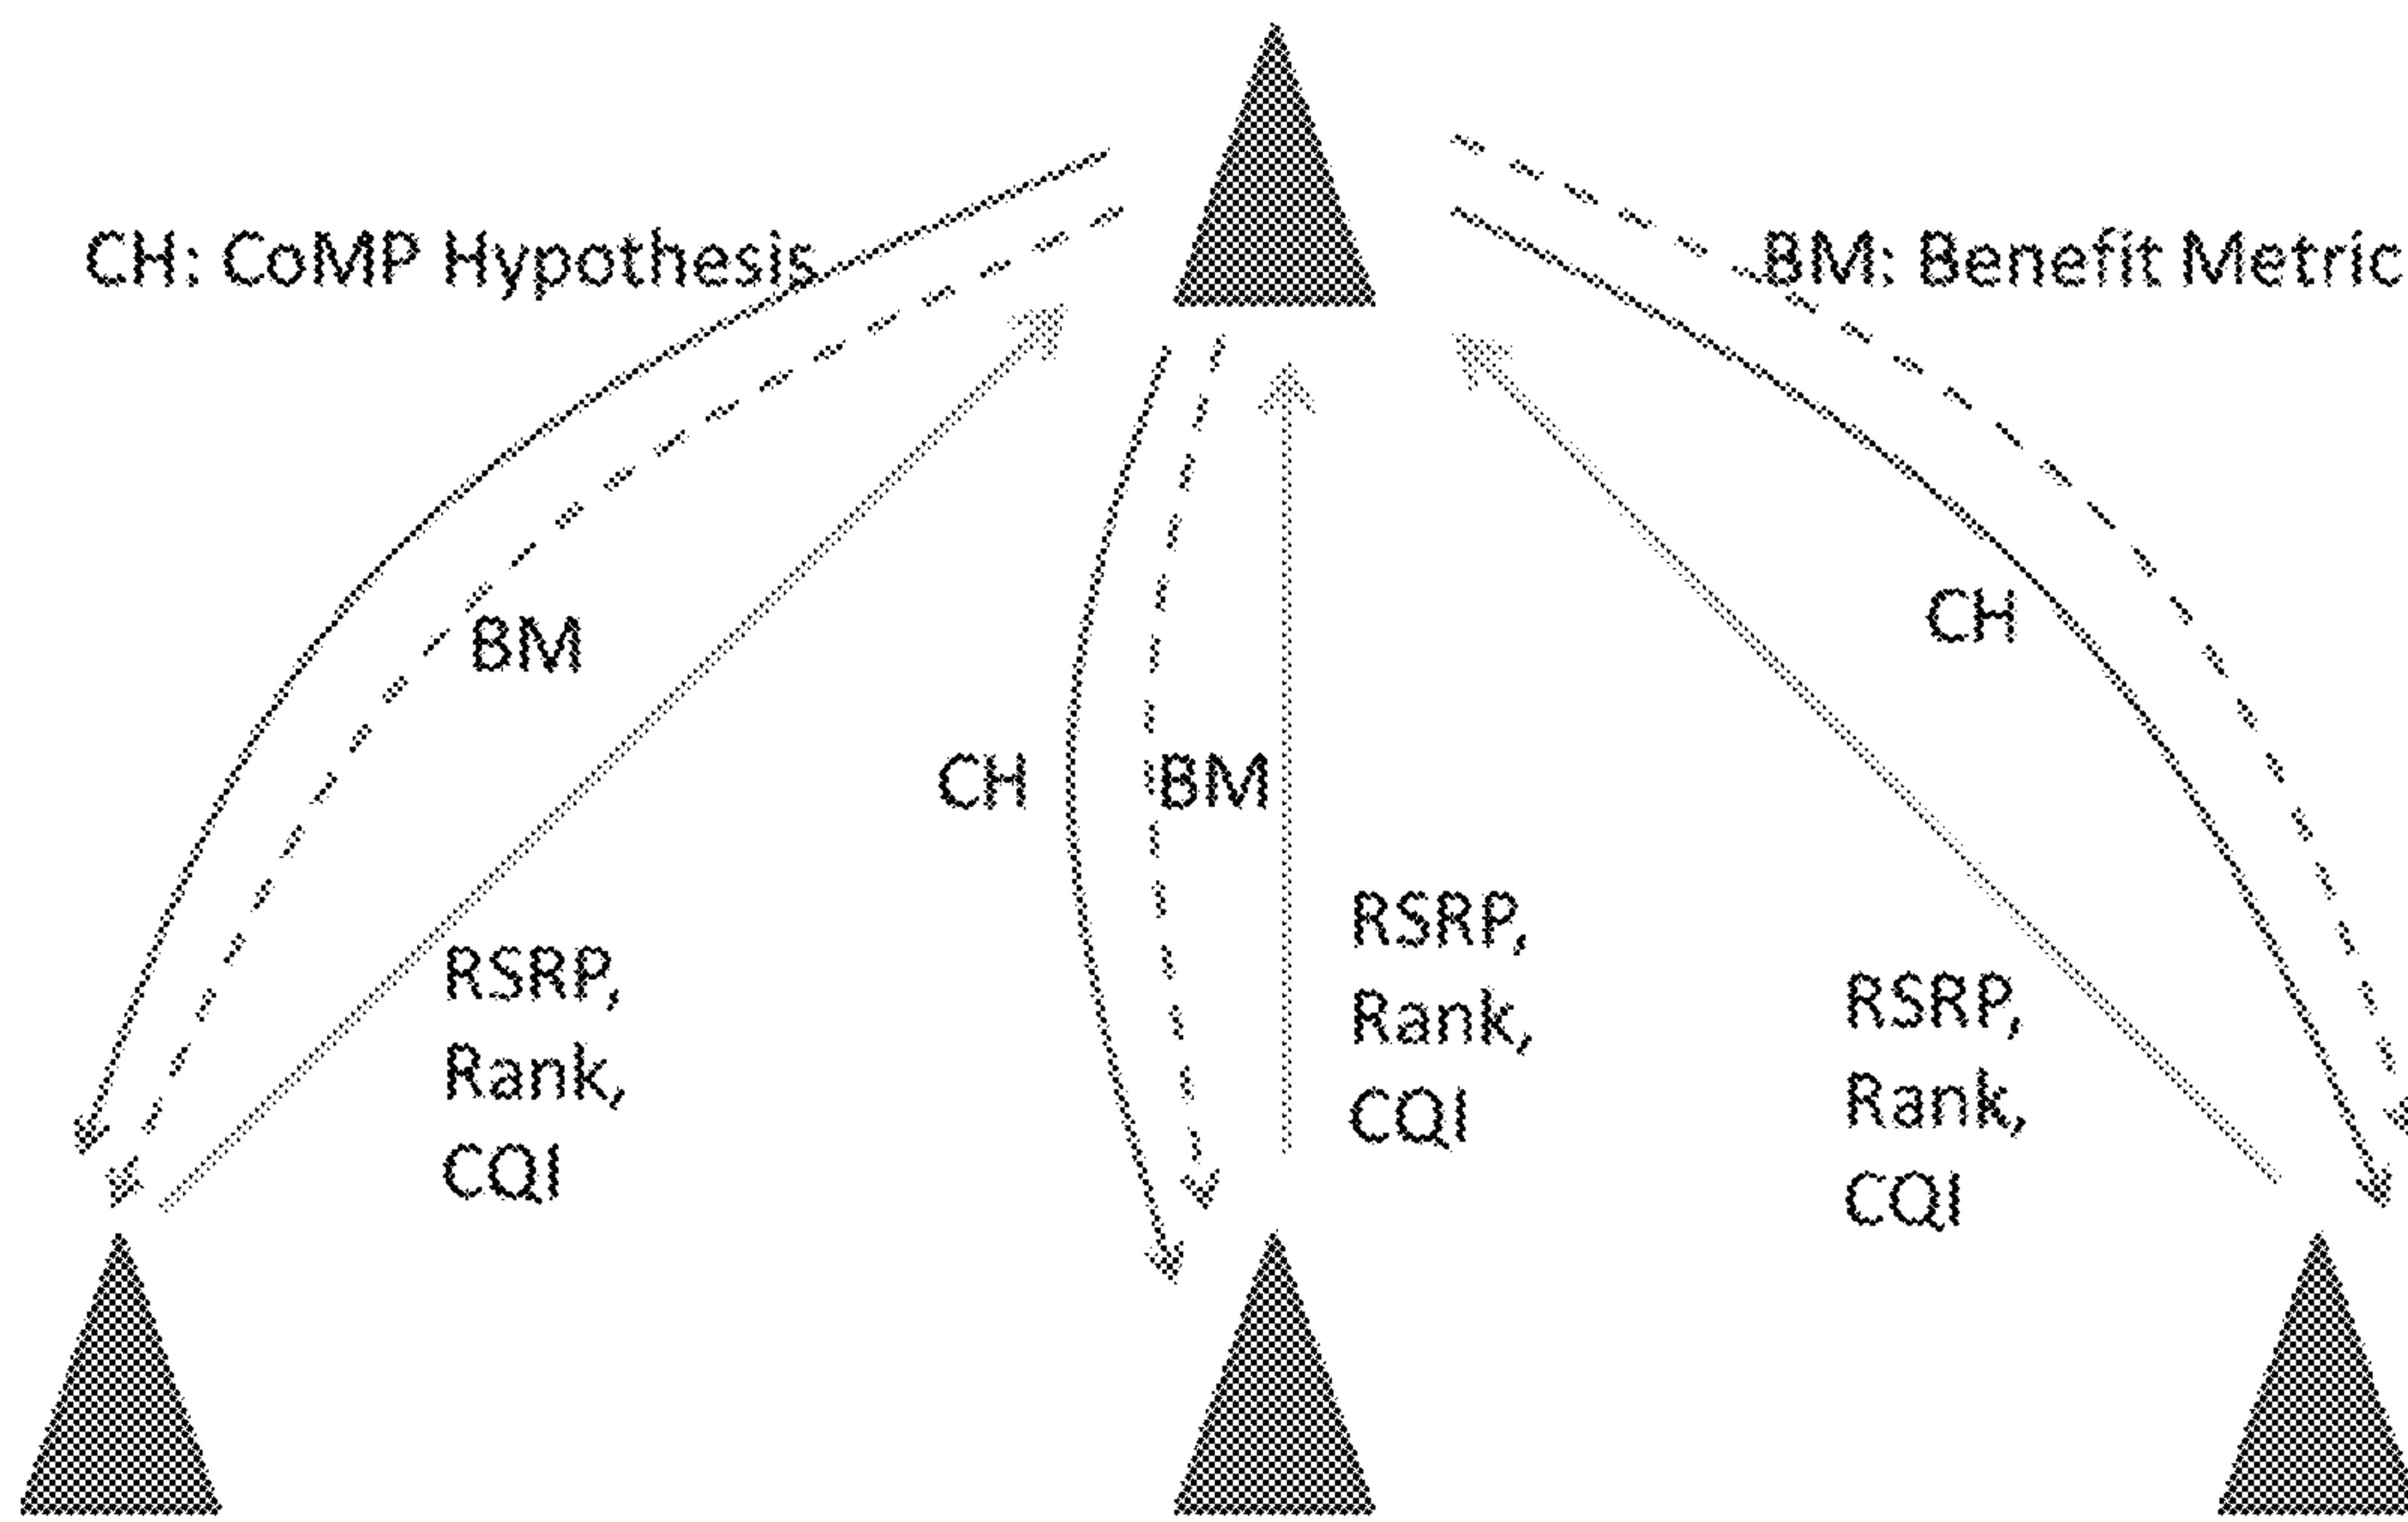 CH: CoMP Hypothesis
BM: Benefit Metric
BM
CH
CH
BM
RSRP,
Rank,
CQI
RSRP,
Rank,
CQI
RSRP,
Rank,
CQI